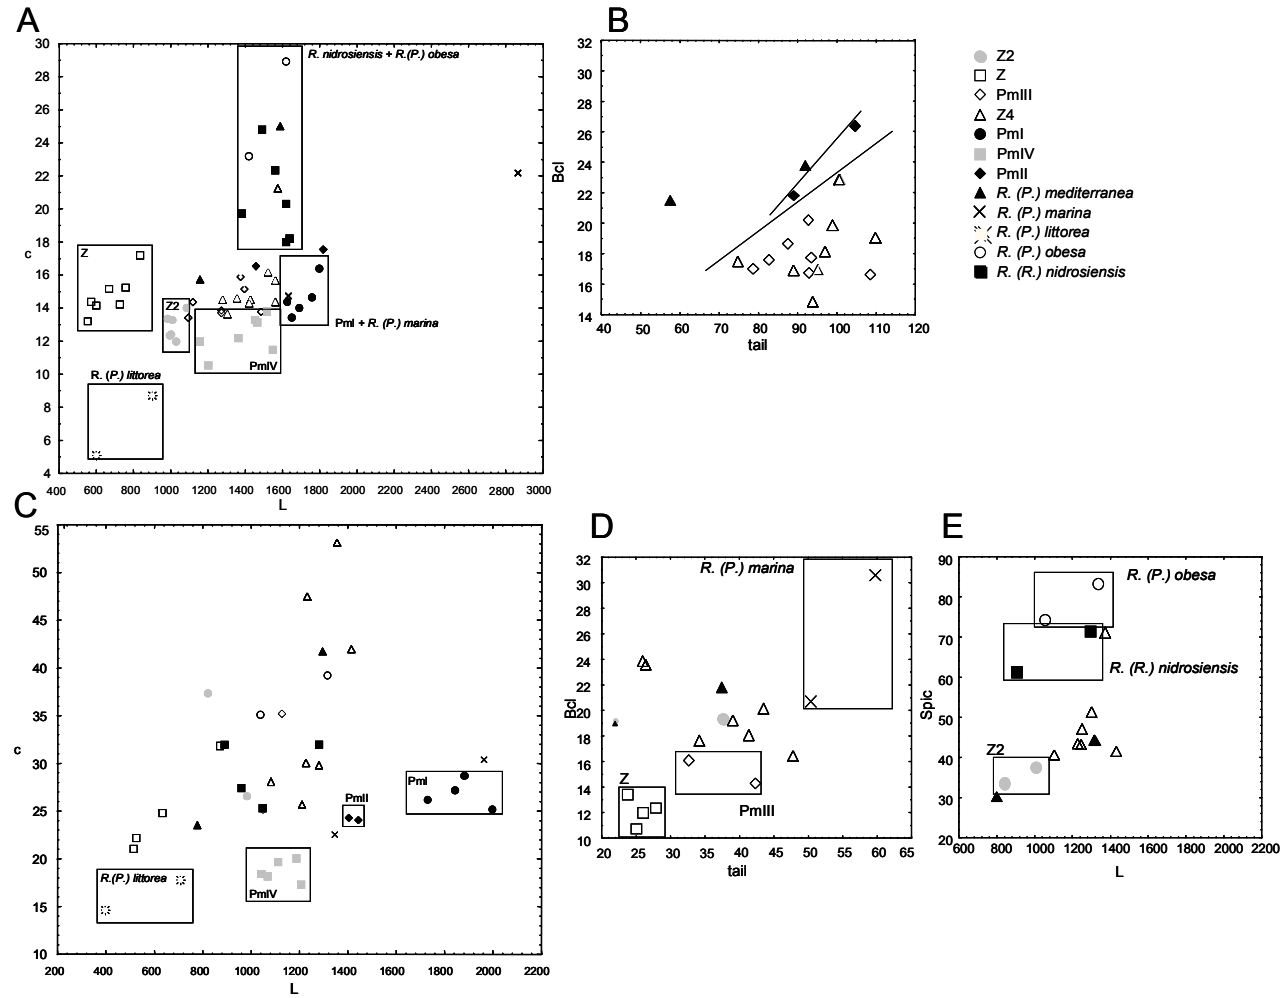 A
30
28
26
24
22
20
18
16
14
12
10
8
6
4
c
400 600 800 1000 1200 1400 1600 1800 2000 2200 2400 2600 2800 3000
L
R. nidrosiensis + R.(P.) obesa
Z
Z2
PmIV
PmI + R. (P.) marina
R. (P.) littorea
B
32
30
28
26
24
22
20
18
16
14
Bcl
40 50 60 70 80 90 100 110 120
tail
Z2
Z
PmIII
Z4
PmI
PmIV
PmII
R. (P.) mediterranea
R. (P.) marina
R. (P.) littorea
R. (P.) obesa
R. (R.) nidrosiensis
C
55
50
45
40
35
30
25
20
15
10
c
200 400 600 800 1000 1200 1400 1600 1800 2000 2200
L
PmI
PmII
PmIV
R.(P.) littorea
D
32
30
28
26
24
22
20
18
16
14
12
10
Bcl
20 25 30 35 40 45 50 55 60 65
tail
R. (P.) marina
Z
PmIII
E
90
80
70
60
50
40
30
20
Spic
600 800 1000 1200 1400 1600 1800 2000 2200
L
R. (P.) obesa
R. (R.) nidrosiensis
Z2